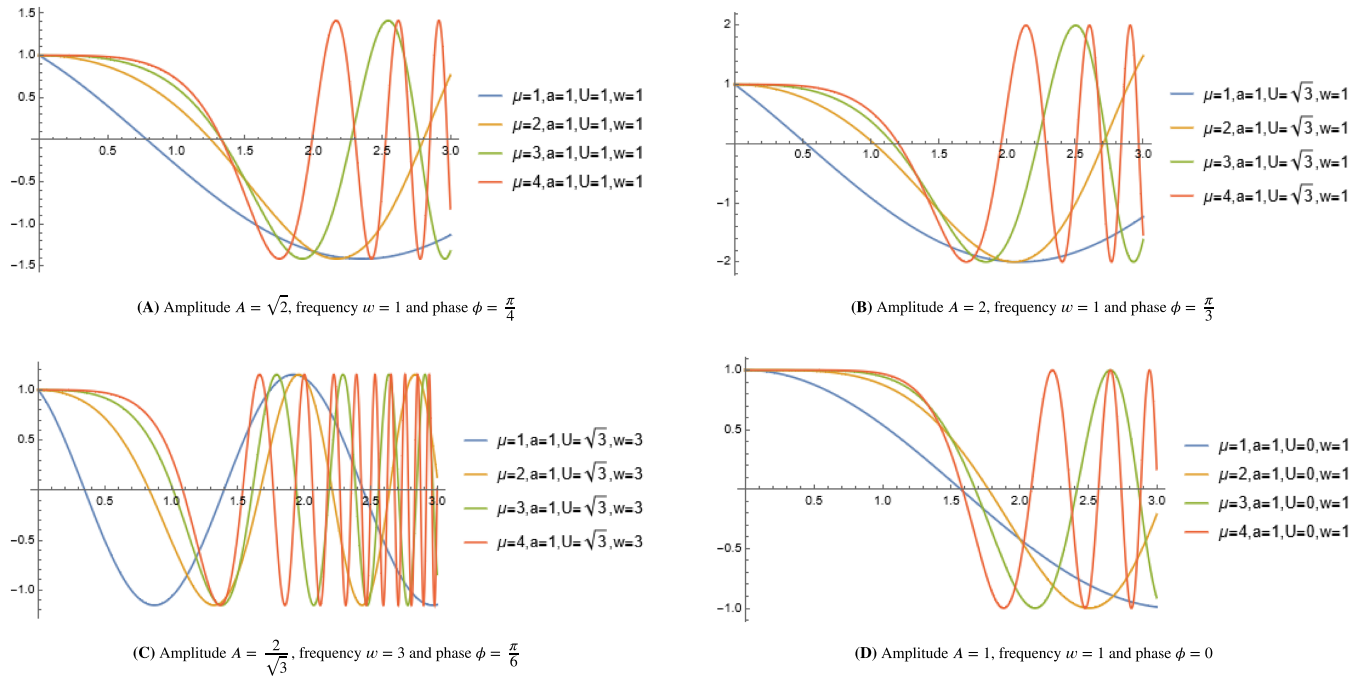 1.5
1.0
0.5
−0.5
−1.0
−1.5
0.5 1.0 1.5 2.0 2.5 3.0
μ=1,a=1,U=1,w=1
μ=2,a=1,U=1,w=1
μ=3,a=1,U=1,w=1
μ=4,a=1,U=1,w=1
(A) Amplitude A = √2, frequency w = 1 and phase ϕ = π/4
2
1
−1
−2
0.5 1.0 1.5 2.0 2.5 3.0
μ=1,a=1,U=√3,w=1
μ=2,a=1,U=√3,w=1
μ=3,a=1,U=√3,w=1
μ=4,a=1,U=√3,w=1
(B) Amplitude A = 2, frequency w = 1 and phase ϕ = π/3
1.0
0.5
−0.5
−1.0
0.5 1.0 1.5 2.0 2.5 3.0
μ=1,a=1,U=√3,w=3
μ=2,a=1,U=√3,w=3
μ=3,a=1,U=√3,w=3
μ=4,a=1,U=√3,w=3
(C) Amplitude A = 2/√3, frequency w = 3 and phase ϕ = π/6
1.0
0.5
−0.5
−1.0
0.5 1.0 1.5 2.0 2.5 3.0
μ=1,a=1,U=0,w=1
μ=2,a=1,U=0,w=1
μ=3,a=1,U=0,w=1
μ=4,a=1,U=0,w=1
(D) Amplitude A = 1, frequency w = 1 and phase ϕ = 0